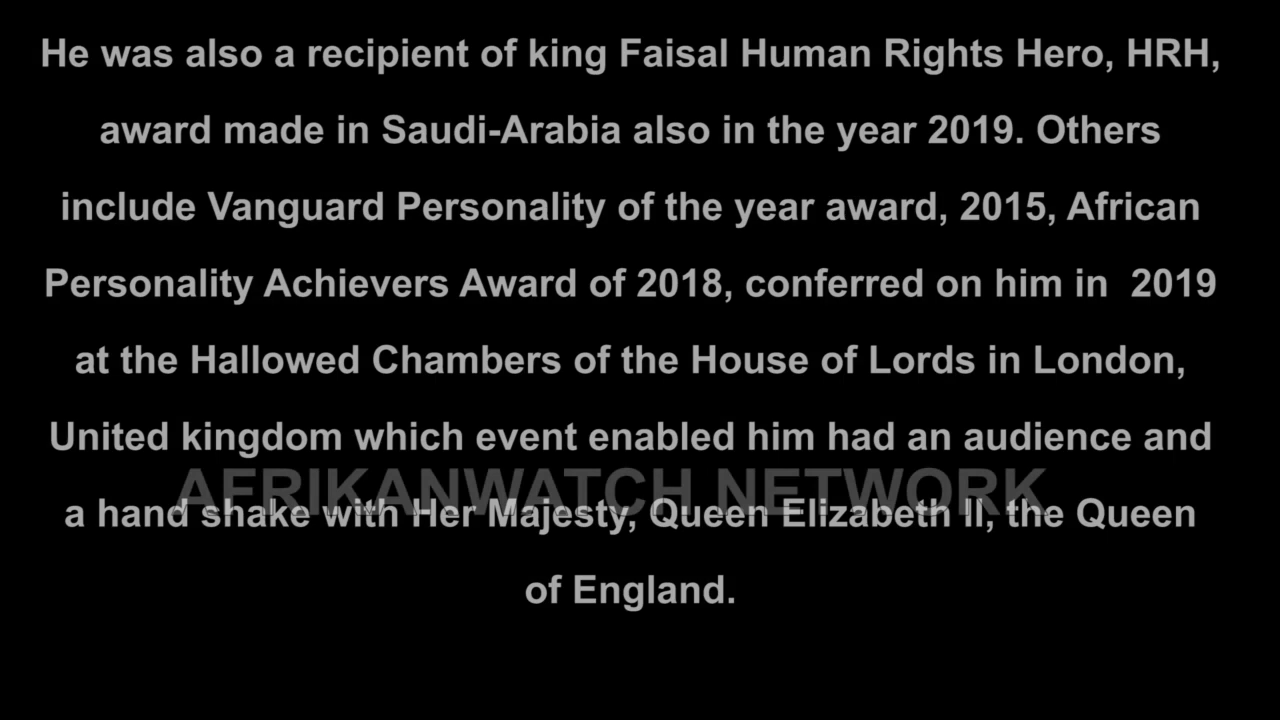 He was also a recipient of king Faisal Human Rights Hero, HRH,
award made in Saudi-Arabia also in the year 2019. Others
include Vanguard Personality of the year award, 2015, African
Personality Achievers Award of 2018, conferred on him in  2019
at the Hallowed Chambers of the House of Lords in London,
United kingdom which event enabled him had an audience and
AFRIKANWATCH NETWORK
a hand shake with Her Majesty, Queen Elizabeth II, the Queen
of England.